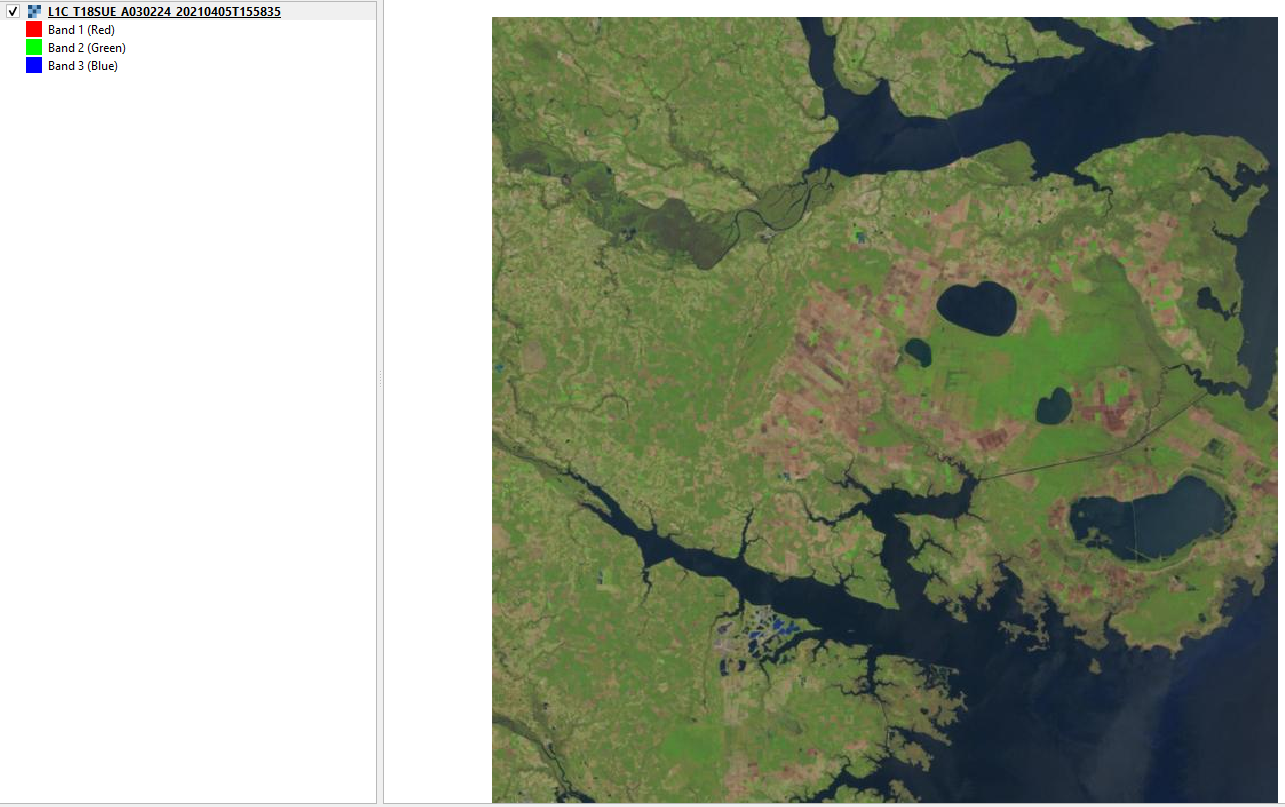 L1C_T18SUE_A030224_20210405T155835
Band 1 (Red)
Band 2 (Green)
Band 3 (Blue)